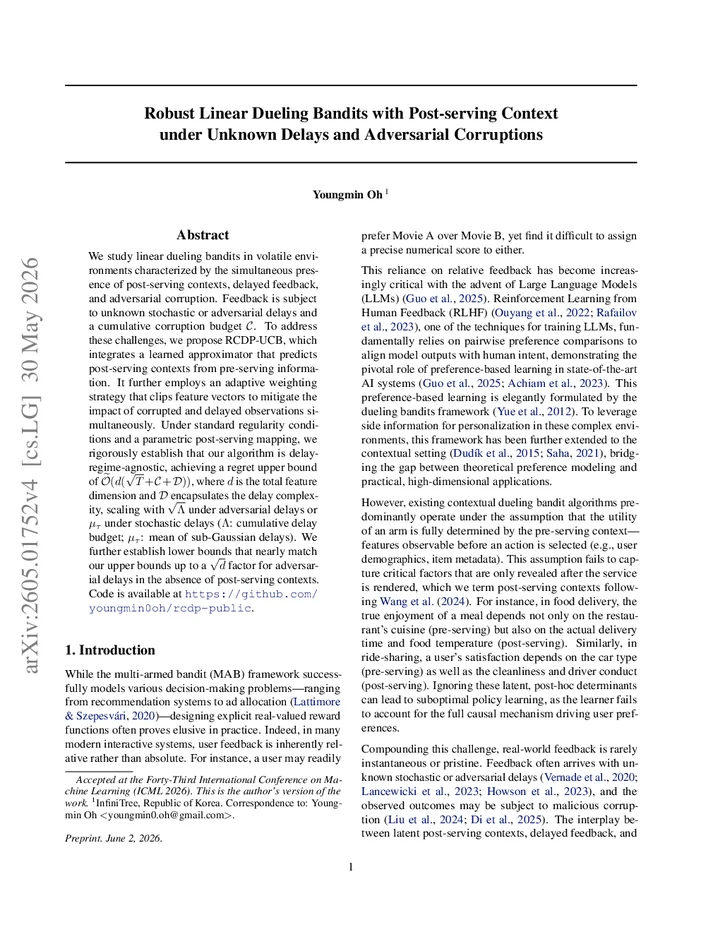 Robust Linear Dueling Bandits with Post-serving Context
under Unknown Delays and Adversarial Corruptions
Youngmin Oh 1
arXiv:2605.01752v4 [cs.LG] 30 May 2026
Abstract
We study linear dueling bandits in volatile envi-
ronments characterized by the simultaneous pres-
ence of post-serving contexts, delayed feedback,
and adversarial corruption. Feedback is subject
to unknown stochastic or adversarial delays and
a cumulative corruption budget C. To address
these challenges, we propose RCDP-UCB, which
integrates a learned approximator that predicts
post-serving contexts from pre-serving informa-
tion. It further employs an adaptive weighting
strategy that clips feature vectors to mitigate the
impact of corrupted and delayed observations si-
multaneously. Under standard regularity condi-
tions and a parametric post-serving mapping, we
rigorously establish that our algorithm is delay-
regime-agnostic, achieving a regret upper bound
of Õ(d(√T+C+D)), where d is the total feature
dimension and D encapsulates the delay complex-
ity, scaling with √Λ under adversarial delays or
μτ under stochastic delays (Λ: cumulative delay
budget; μτ: mean of sub-Gaussian delays). We
further establish lower bounds that nearly match
our upper bounds up to a √d factor for adversar-
ial delays in the absence of post-serving contexts.
Code is available at https://github.com/
youngmin0oh/rcdp-public.
1. Introduction
While the multi-armed bandit (MAB) framework success-
fully models various decision-making problems—ranging
from recommendation systems to ad allocation (Lattimore
& Szepesvári, 2020)—designing explicit real-valued reward
functions often proves elusive in practice. Indeed, in many
modern interactive systems, user feedback is inherently rel-
ative rather than absolute. For instance, a user may readily
Accepted at the Forty-Third International Conference on Ma-
chine Learning (ICML 2026). This is the author's version of the
work. 1InfiniTree, Republic of Korea. Correspondence to: Young-
min Oh <youngmin0.oh@gmail.com>.
Preprint. June 2, 2026.
prefer Movie A over Movie B, yet find it difficult to assign
a precise numerical score to either.
This reliance on relative feedback has become increas-
ingly critical with the advent of Large Language Models
(LLMs) (Guo et al., 2025). Reinforcement Learning from
Human Feedback (RLHF) (Ouyang et al., 2022; Rafailov
et al., 2023), one of the techniques for training LLMs, fun-
damentally relies on pairwise preference comparisons to
align model outputs with human intent, demonstrating the
pivotal role of preference-based learning in state-of-the-art
AI systems (Guo et al., 2025; Achiam et al., 2023). This
preference-based learning is elegantly formulated by the
dueling bandits framework (Yue et al., 2012). To leverage
side information for personalization in these complex envi-
ronments, this framework has been further extended to the
contextual setting (Dudík et al., 2015; Saha, 2021), bridg-
ing the gap between theoretical preference modeling and
practical, high-dimensional applications.
However, existing contextual dueling bandit algorithms pre-
dominantly operate under the assumption that the utility
of an arm is fully determined by the pre-serving context—
features observable before an action is selected (e.g., user
demographics, item metadata). This assumption fails to cap-
ture critical factors that are only revealed after the service
is rendered, which we term post-serving contexts follow-
ing Wang et al. (2024). For instance, in food delivery, the
true enjoyment of a meal depends not only on the restau-
rant's cuisine (pre-serving) but also on the actual delivery
time and food temperature (post-serving). Similarly, in
ride-sharing, a user's satisfaction depends on the car type
(pre-serving) as well as the cleanliness and driver conduct
(post-serving). Ignoring these latent, post-hoc determinants
can lead to suboptimal policy learning, as the learner fails
to account for the full causal mechanism driving user pref-
erences.
Compounding this challenge, real-world feedback is rarely
instantaneous or pristine. Feedback often arrives with un-
known stochastic or adversarial delays (Vernade et al., 2020;
Lancewicki et al., 2023; Howson et al., 2023), and the
observed outcomes may be subject to malicious corrup-
tion (Liu et al., 2024; Di et al., 2025). The interplay be-
tween latent post-serving contexts, delayed feedback, and
1